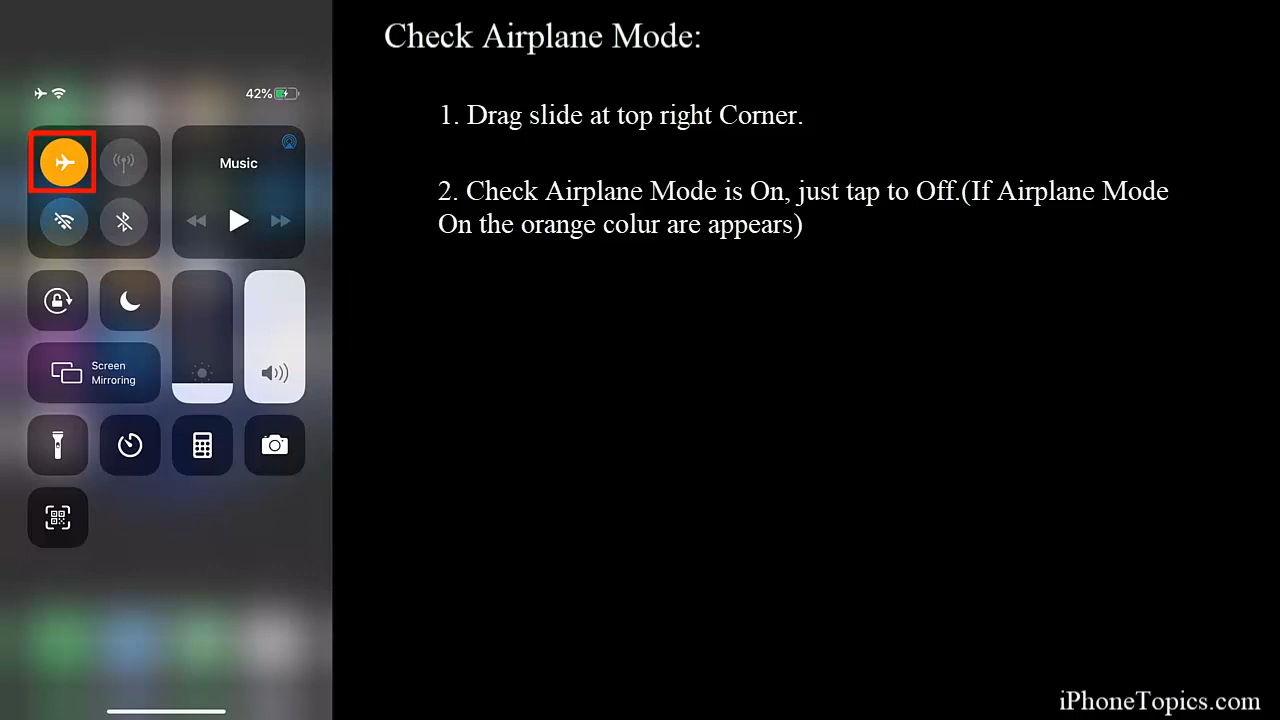 Check Airplane Mode:
42%
1. Drag slide at top right Corner.
Music
2. Check Airplane Mode is On, just tap to Off.(If Airplane Mode
On the orange colur are appears)
Screen
Mirroring
iPhoneTopics.com